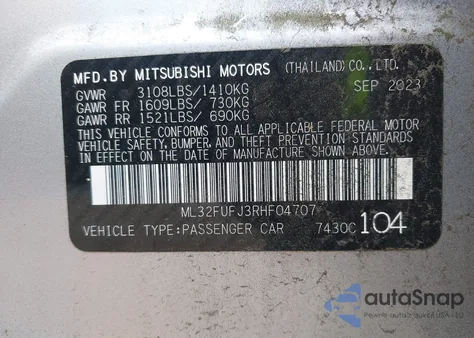 MFD.BY MITSUBISHI MOTORS (THAILAND)CO.,LTD.
GVWR 3108LBS/1410KG SEP 2023
GAWR FR 1609LBS/ 730KG
GAWR RR 1521LBS/ 690KG
THIS VEHICLE CONFORMS TO ALL APPLICABLE FEDERAL MOTOR
VEHICLE SAFETY, BUMPER, AND THEFT PREVENTION STANDARDS
IN EFFECT ON THE DATE OF MANUFACTURE SHOWN ABOVE.
ML32FUFJ3RHF04707
VEHICLE TYPE:PASSENGER CAR 7430C 104
autoSnap